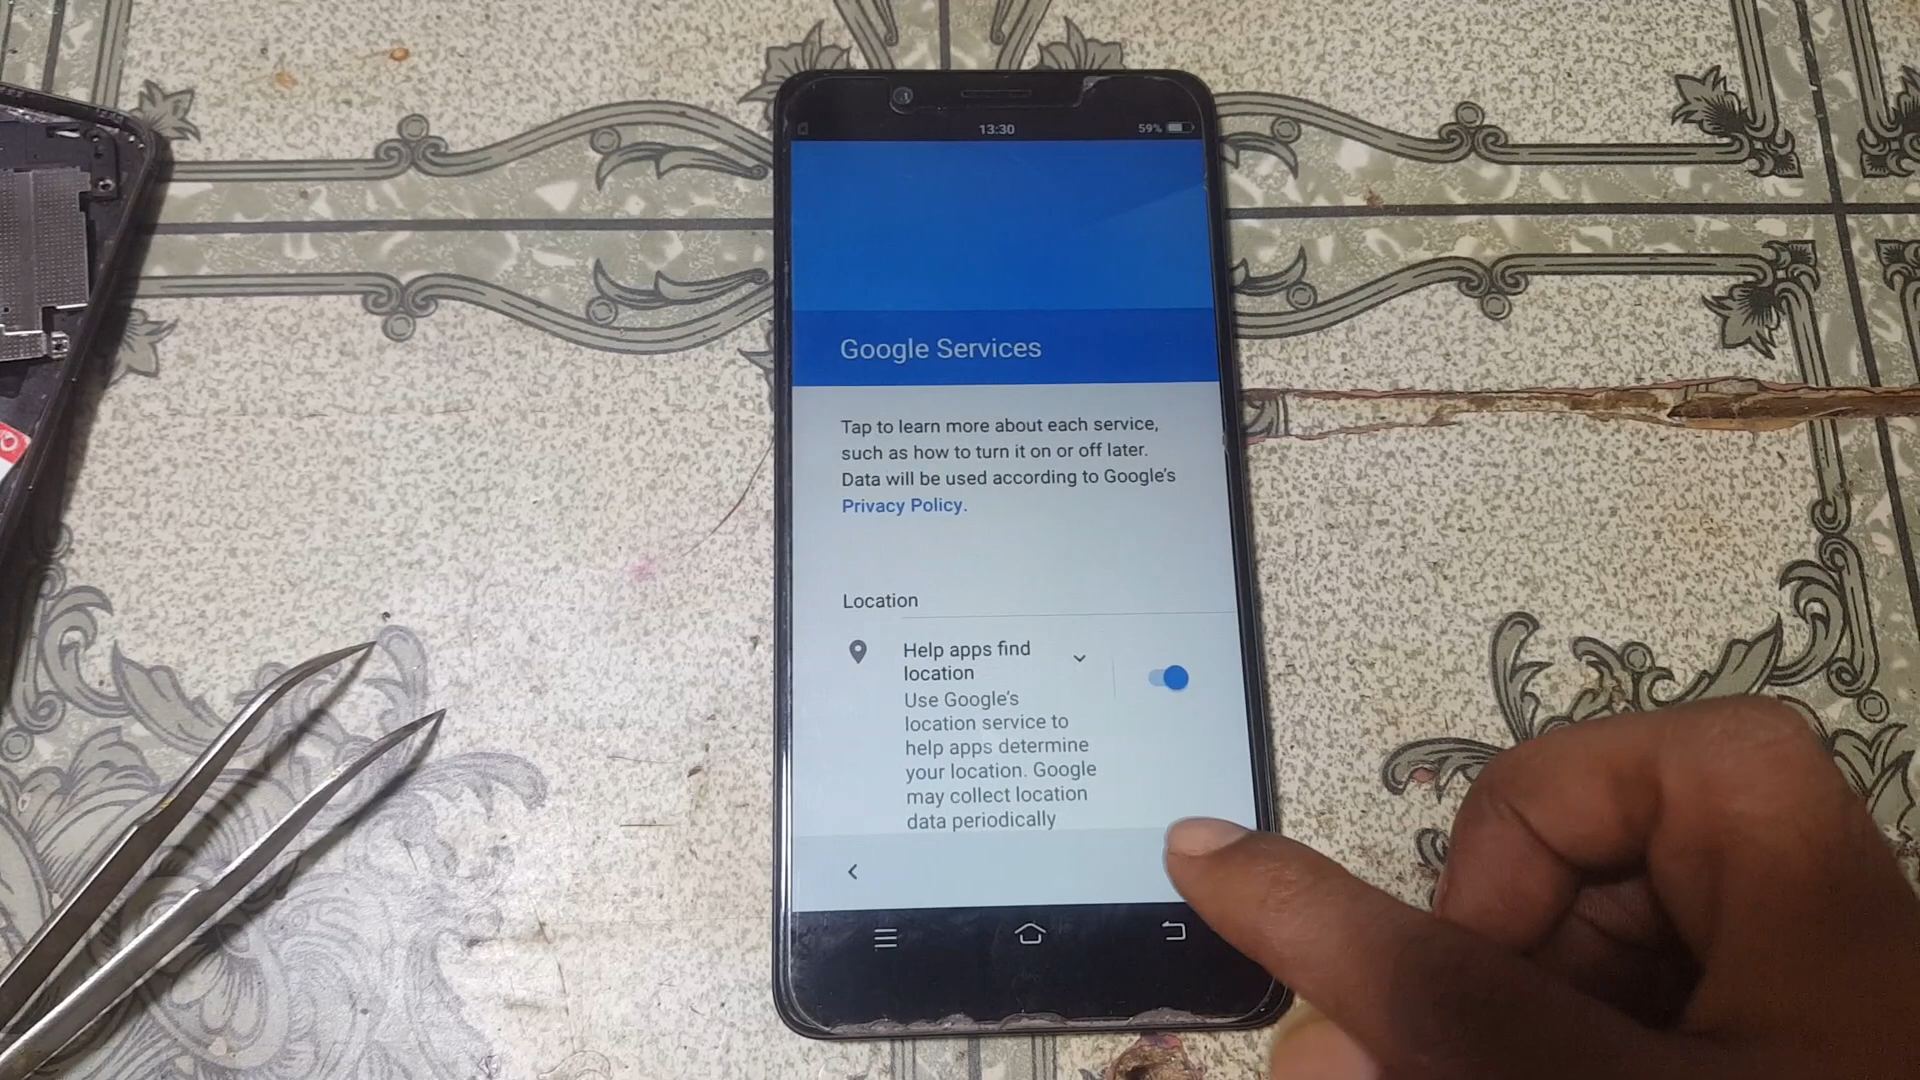 13:30
59%
Google Services
Tap to learn more about each service,
such as how to turn it on or off later.
Data will be used according to Google's
Privacy Policy.
Location
Help apps find
location
Use Google's
location service to
help apps determine
your location. Google
may collect location
data periodically